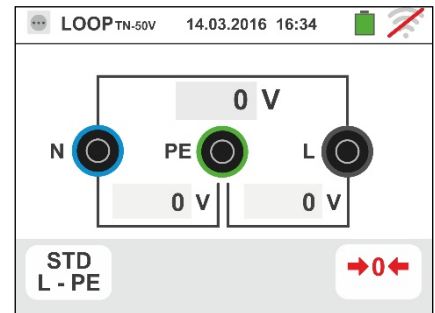 LOOP TN-50V 14.03.2016 16:34
0 V
N PE L
0 V 0 V
STD
L - PE
→0←